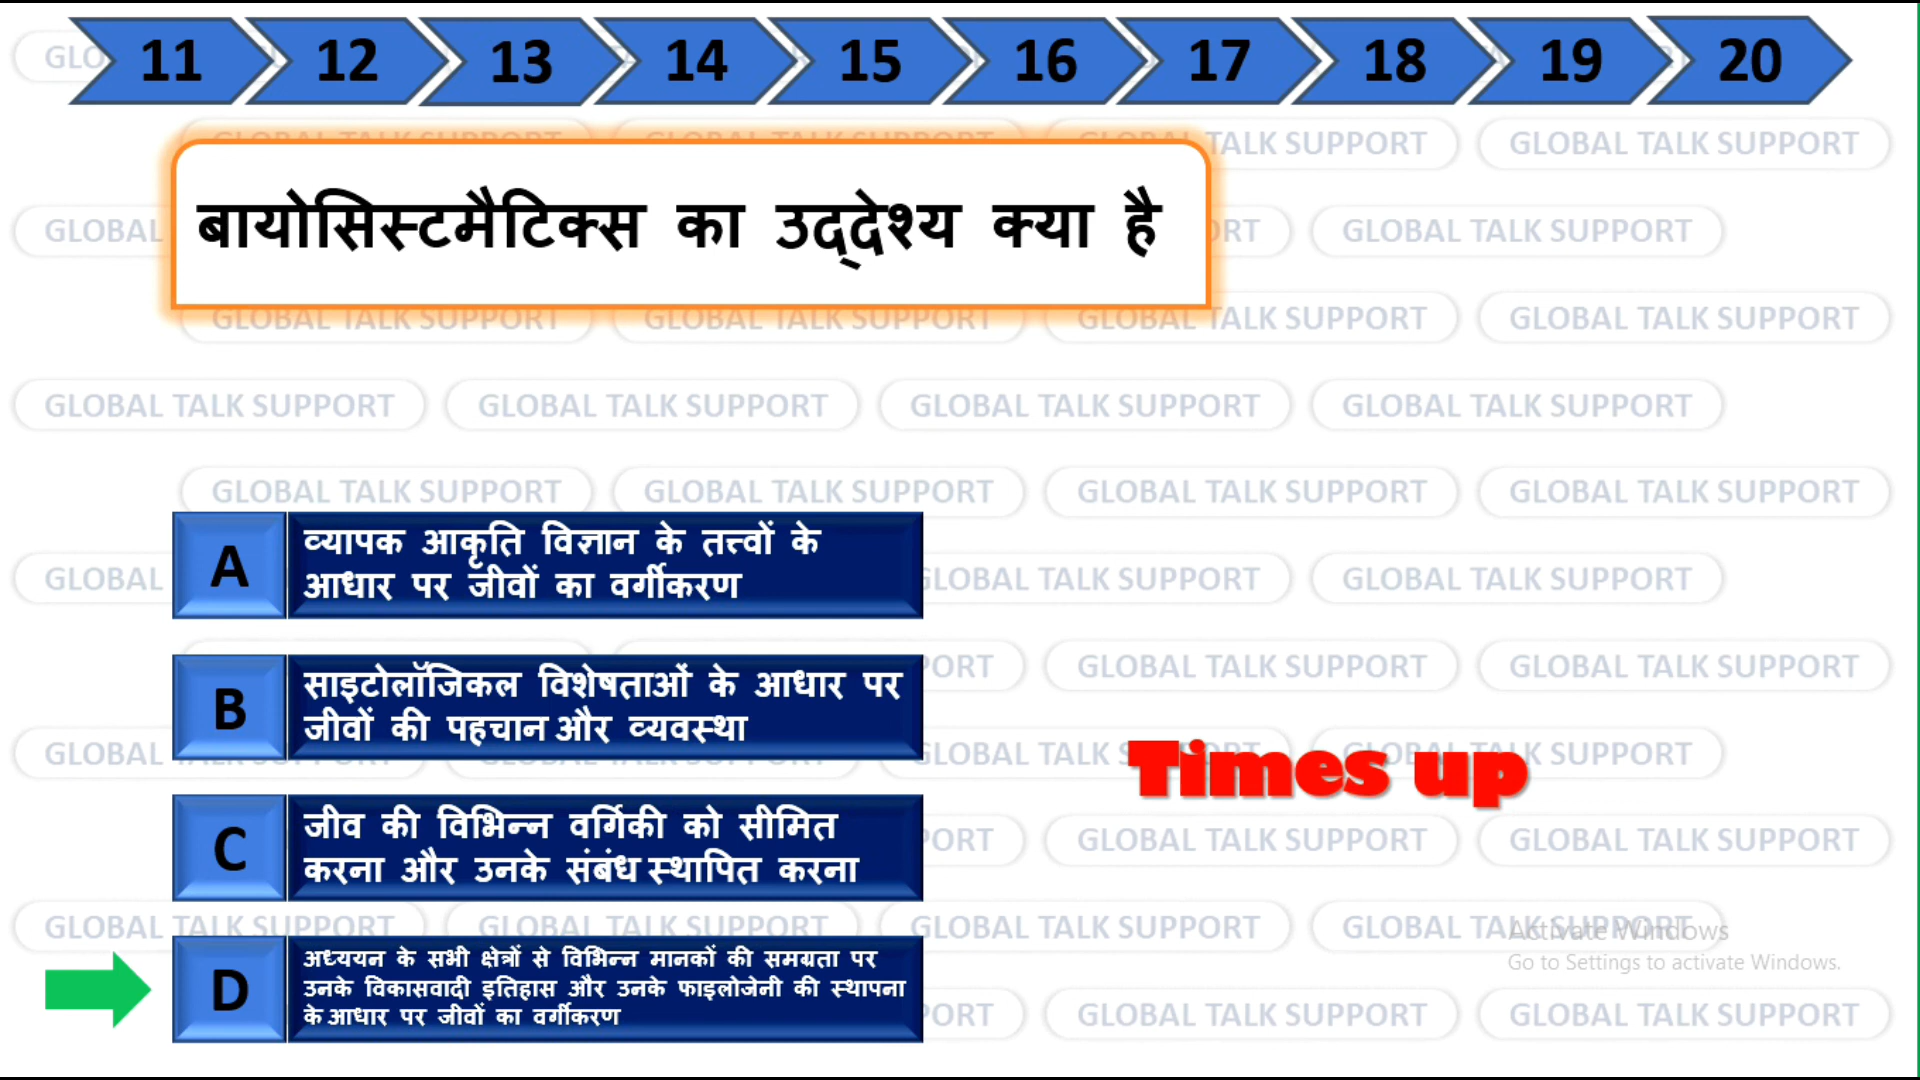 11 12 13 14 15 16 17 18 19 20
बायोसिस्टमैटिक्स का उद्देश्य क्या है
A
व्यापक आकृति विज्ञान के तत्त्वों के
आधार पर जीवों का वर्गीकरण
B
साइटोलॉजिकल विशेषताओं के आधार पर
जीवों की पहचान और व्यवस्था
Times up
C
जीव की विभिन्न वर्गिकी को सीमित
करना और उनके संबंध स्थापित करना
D
अध्ययन के सभी क्षेत्रों से विभिन्न मानकों की समग्रता पर
उनके विकासवादी इतिहास और उनके फाइलोजेनी की स्थापना
के आधार पर जीवों का वर्गीकरण
Activate Windows
Go to Settings to activate Windows.
GLOBAL TALK SUPPORT